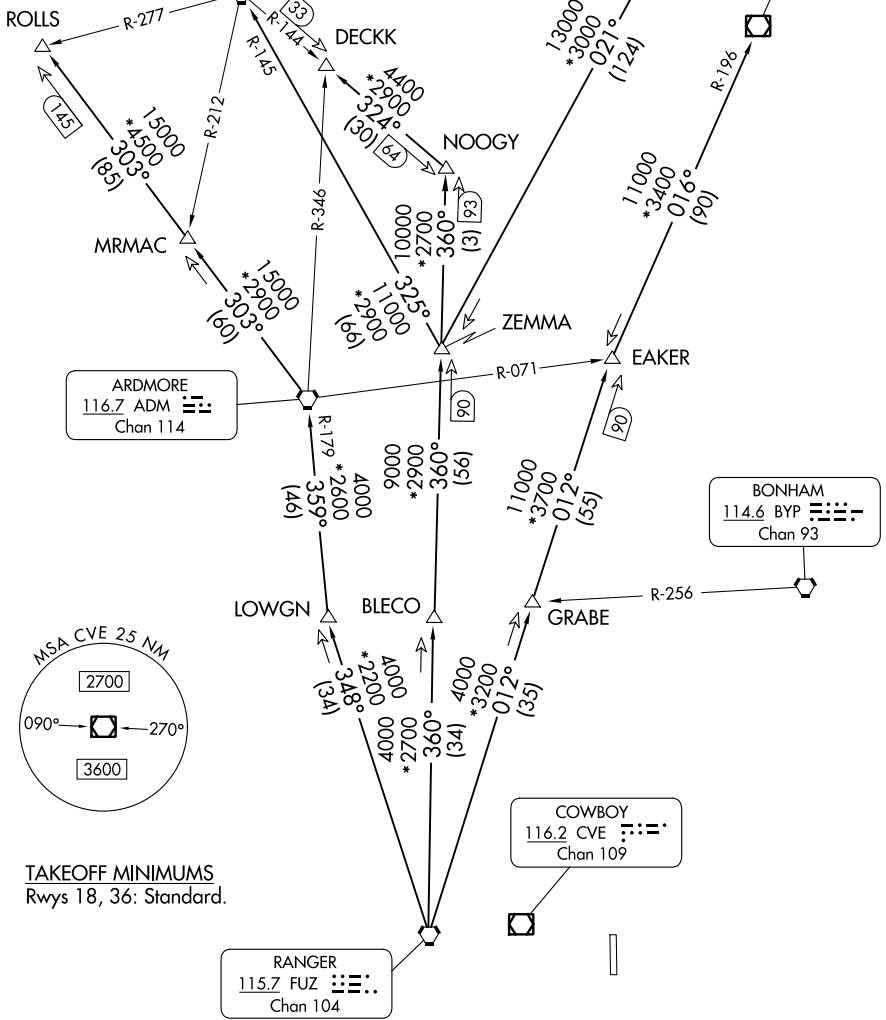 ROLLS
R-277
33
R-144
DECKK
R-145
13000
*3000
021°
(124)
R-196
145
15000
*4500
303°
(85)
R-212
4400
*2900
324°
(30)
64
NOOGY
93
R-346
10000
*2700
360°
(3)
11000
*3400
016°
(90)
MRMAC
15000
*2900
303°
(60)
325°
11000
*2900
(66)
ZEMMA
EAKER
R-071
ARDMORE
116.7 ADM
Chan 114
R-179
90
90
4000
*2600
359°
(46)
9000
*2900
360°
(56)
11000
*3700
012°
(55)
BONHAM
114.6 BYP
Chan 93
R-256
LOWGN
BLECO
GRABE
MSA CVE 25 NM
2700
090°
270°
3600
4000
*2200
348°
(34)
4000
*2700
360°
(34)
4000
*3200
012°
(35)
COWBOY
116.2 CVE
Chan 109
TAKEOFF MINIMUMS
Rwys 18, 36: Standard.
RANGER
115.7 FUZ
Chan 104